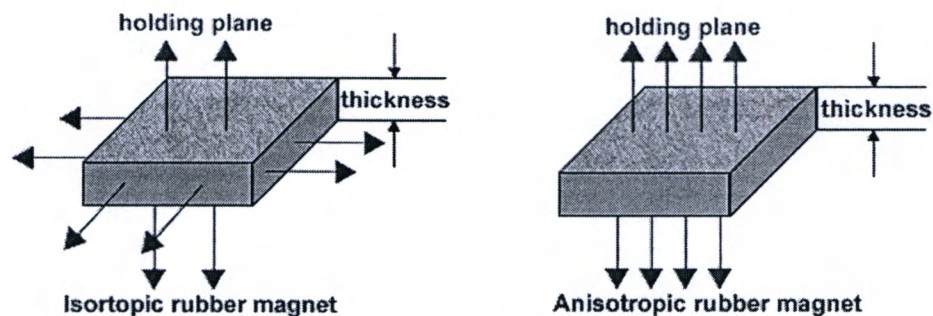 holding plane
thickness
Isortopic rubber magnet
holding plane
thickness
Anisotropic rubber magnet